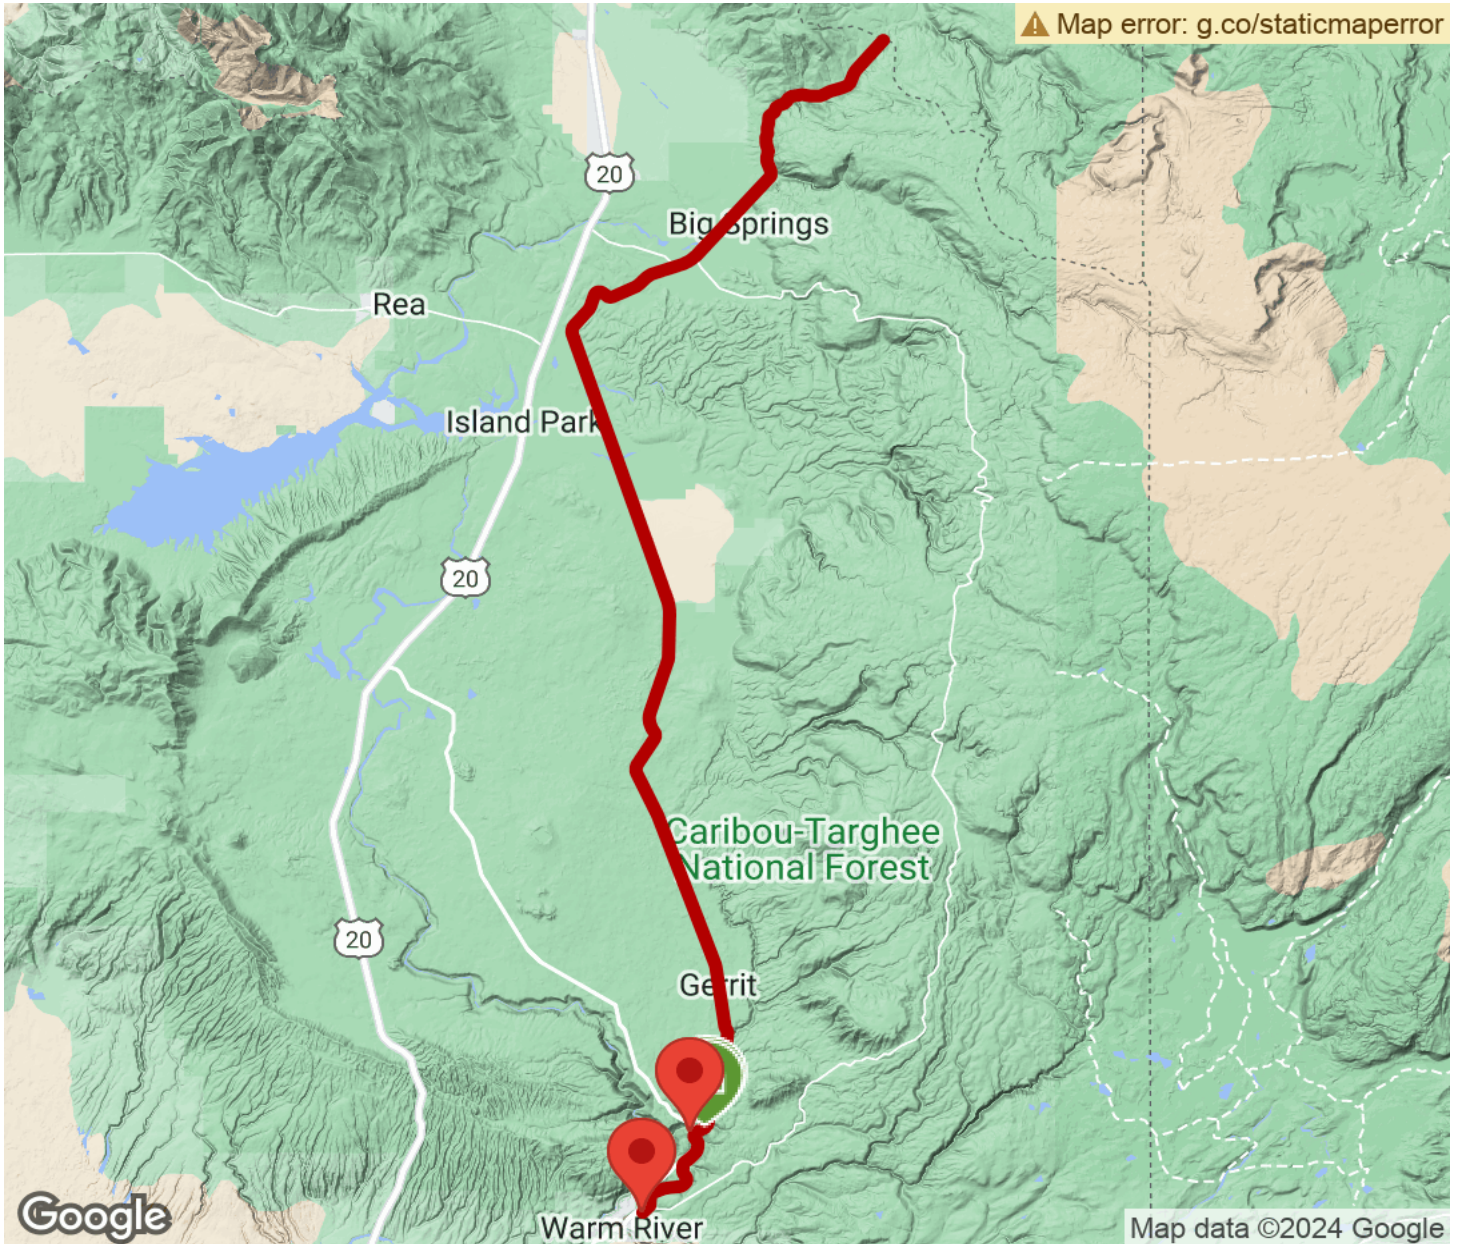 Map error: g.co/staticmaperror
20
Big Springs
Rea
Island Park
20
Caribou-Targhee
National Forest
20
Gerrit
Warm River
Google
Map data ©2024 Google